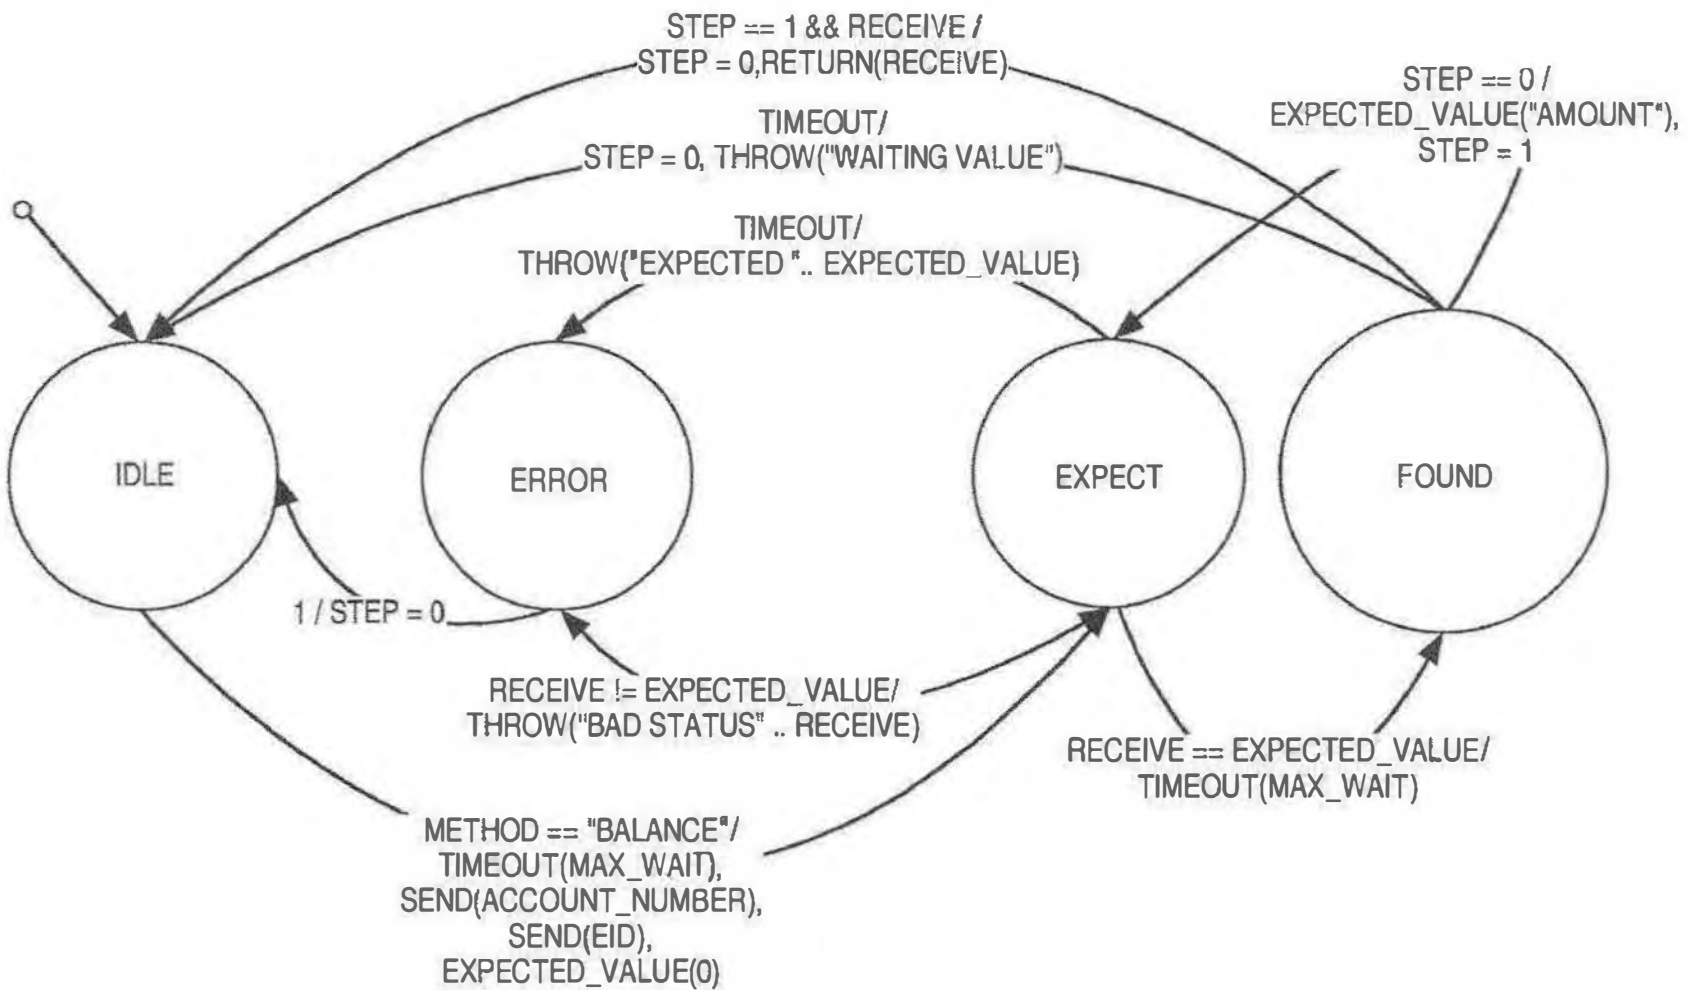 STEP == 1 && RECEIVE /
STEP = 0,RETURN(RECEIVE)
STEP == 0 /
EXPECTED_VALUE("AMOUNT"),
STEP = 1
TIMEOUT/
STEP = 0, THROW("WAITING VALUE")
TIMEOUT/
THROW("EXPECTED ".. EXPECTED_VALUE)
IDLE
ERROR
EXPECT
FOUND
1 / STEP = 0
RECEIVE != EXPECTED_VALUE/
THROW("BAD STATUS" .. RECEIVE)
RECEIVE == EXPECTED_VALUE/
TIMEOUT(MAX_WAIT)
METHOD == "BALANCE"/
TIMEOUT(MAX_WAIT),
SEND(ACCOUNT_NUMBER),
SEND(EID),
EXPECTED_VALUE(0)